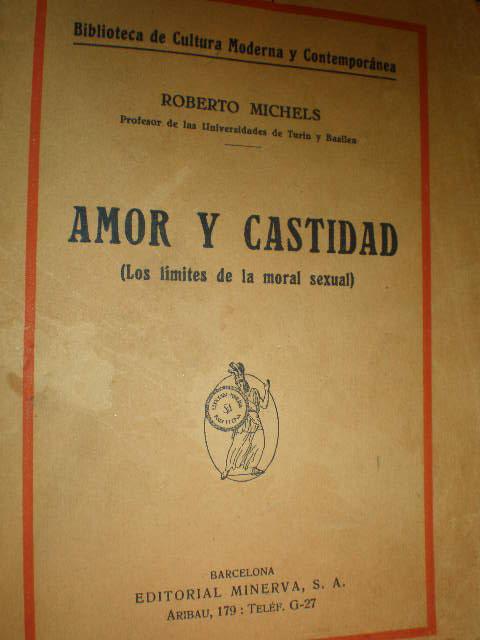 Biblioteca de Cultura Moderna y Contemporánea
ROBERTO MICHELS
Profesor de las Universidades de Turín y Basilea
AMOR Y CASTIDAD
(Los límites de la moral sexual)
BARCELONA
EDITORIAL MINERVA, S. A.
ARIBAU, 179 : TELÉF. G-27